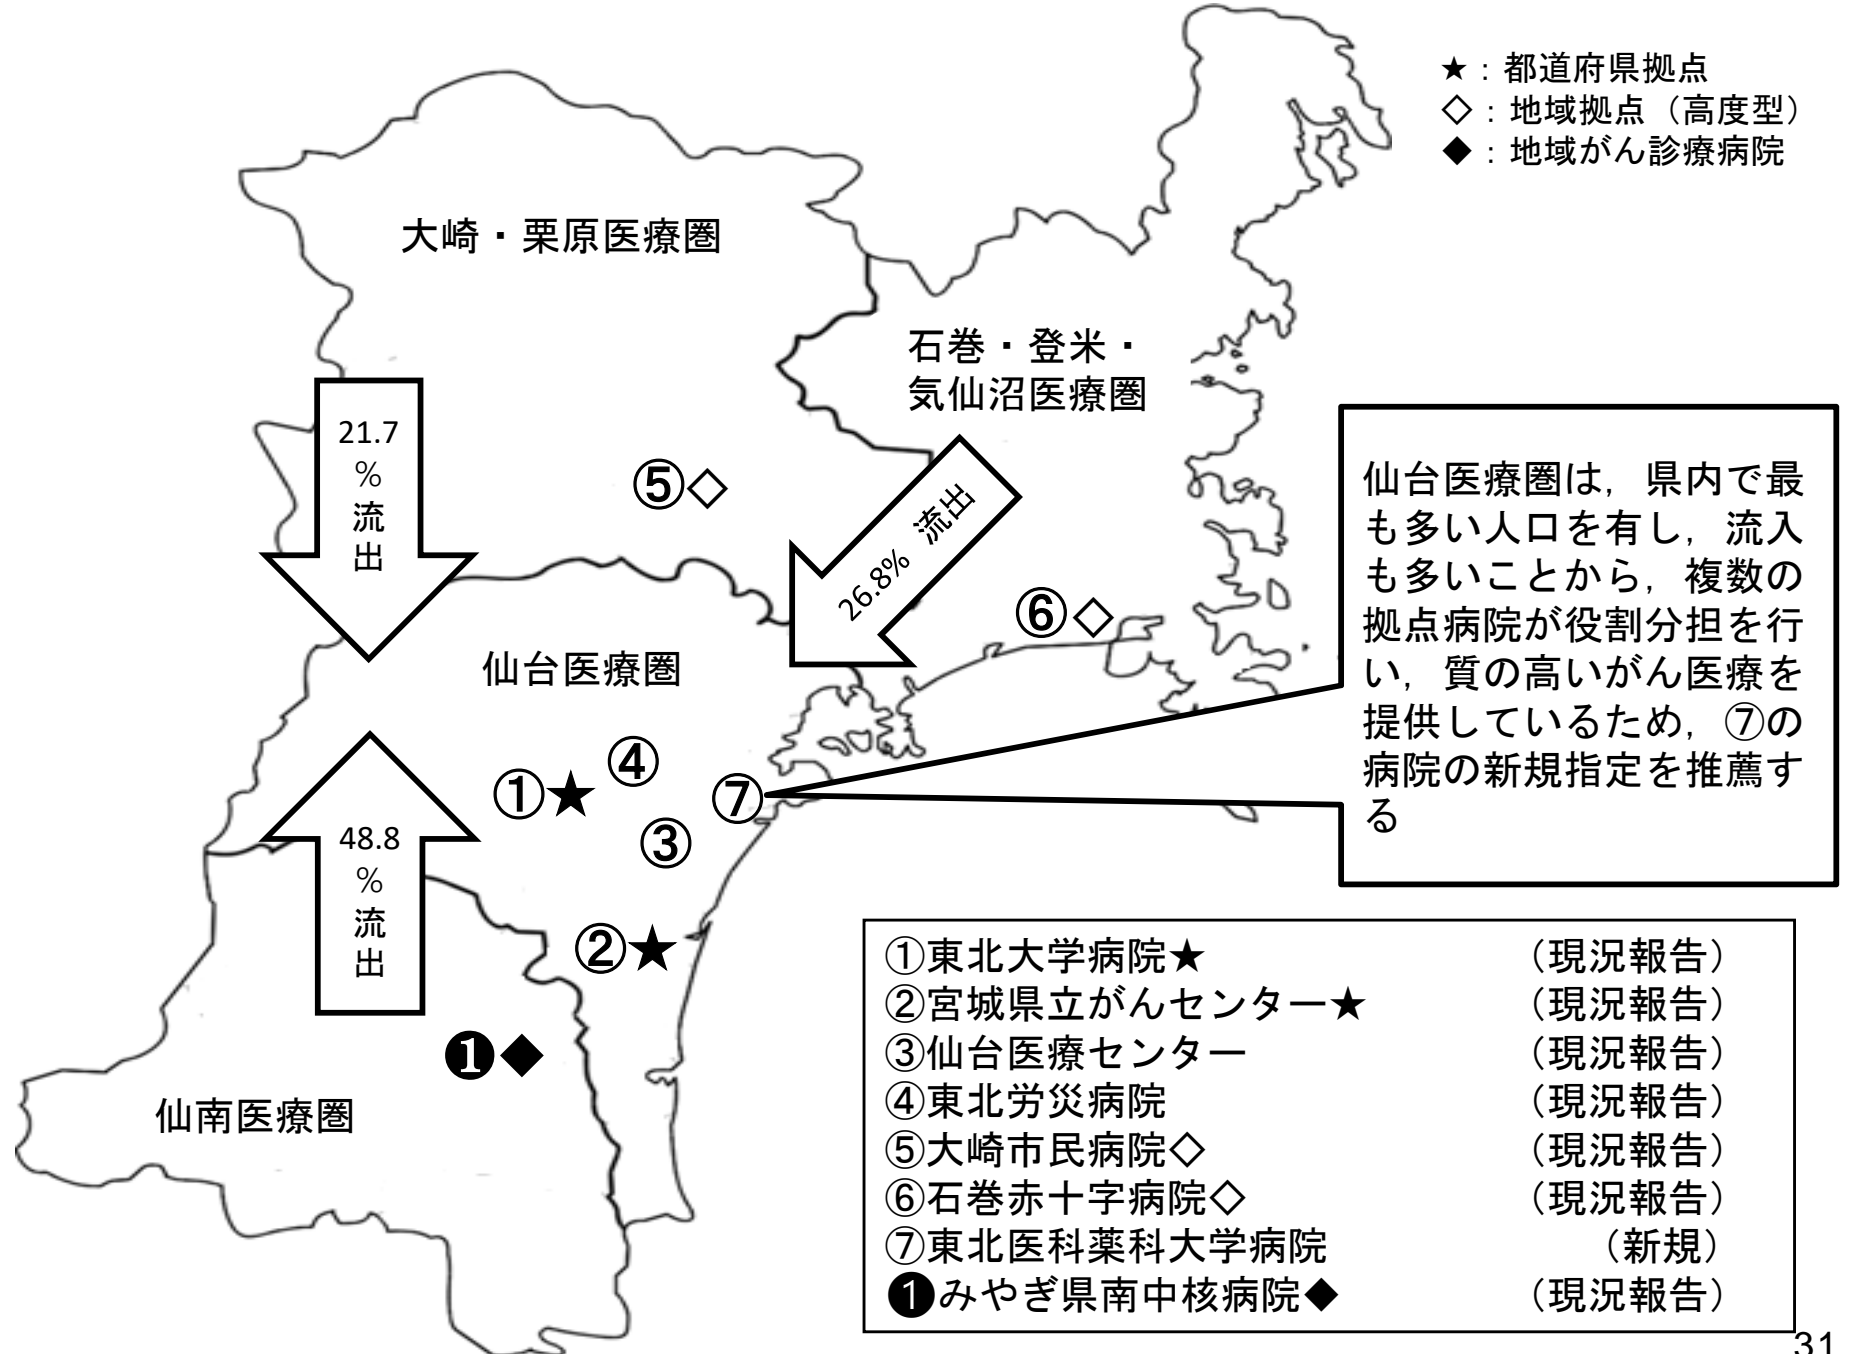 ★：都道府県拠点
◇：地域拠点（高度型）
◆：地域がん診療病院
大崎・栗原医療圏
石巻・登米・
気仙沼医療圏
21.7
％
流
出
⑤◇
26.8% 流出
⑥◇
仙台医療圏
仙台医療圏は，県内で最
も多い人口を有し，流入
も多いことから，複数の
拠点病院が役割分担を行
い，質の高いがん医療を
提供しているため，⑦の
病院の新規指定を推薦す
る
④
①★
⑦
③
48.8
％
流
出
②★
❶◆
仙南医療圏
①東北大学病院★ （現況報告）
②宮城県立がんセンター★ （現況報告）
③仙台医療センター （現況報告）
④東北労災病院 （現況報告）
⑤大崎市民病院◇ （現況報告）
⑥石巻赤十字病院◇ （現況報告）
⑦東北医科薬科大学病院 （新規）
❶みやぎ県南中核病院◆ （現況報告）
31